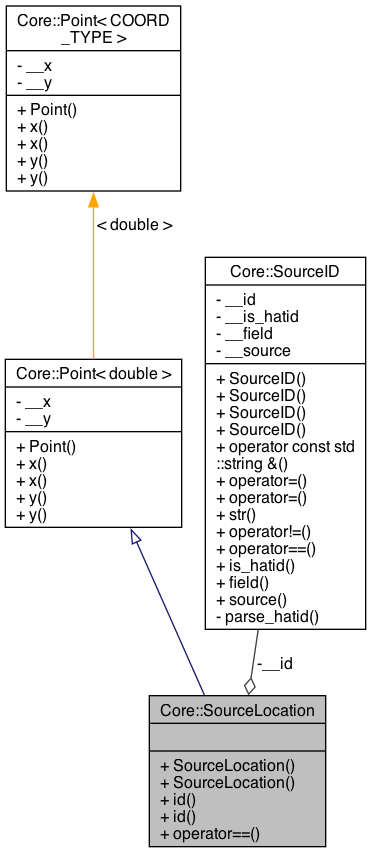 Core::Point< COORD
_TYPE >
- __x
- __y
+ Point()
+ x()
+ x()
+ y()
+ y()
< double >
Core::SourceID
- __id
- __is_hatid
- __field
- __source
+ SourceID()
+ SourceID()
+ SourceID()
+ SourceID()
+ operator const std
::string &()
+ operator=()
+ operator=()
+ str()
+ operator!=()
+ operator==()
+ is_hatid()
+ field()
+ source()
- parse_hatid()
Core::Point< double >
- __x
- __y
+ Point()
+ x()
+ x()
+ y()
+ y()
-__id
Core::SourceLocation
+ SourceLocation()
+ SourceLocation()
+ id()
+ id()
+ operator==()